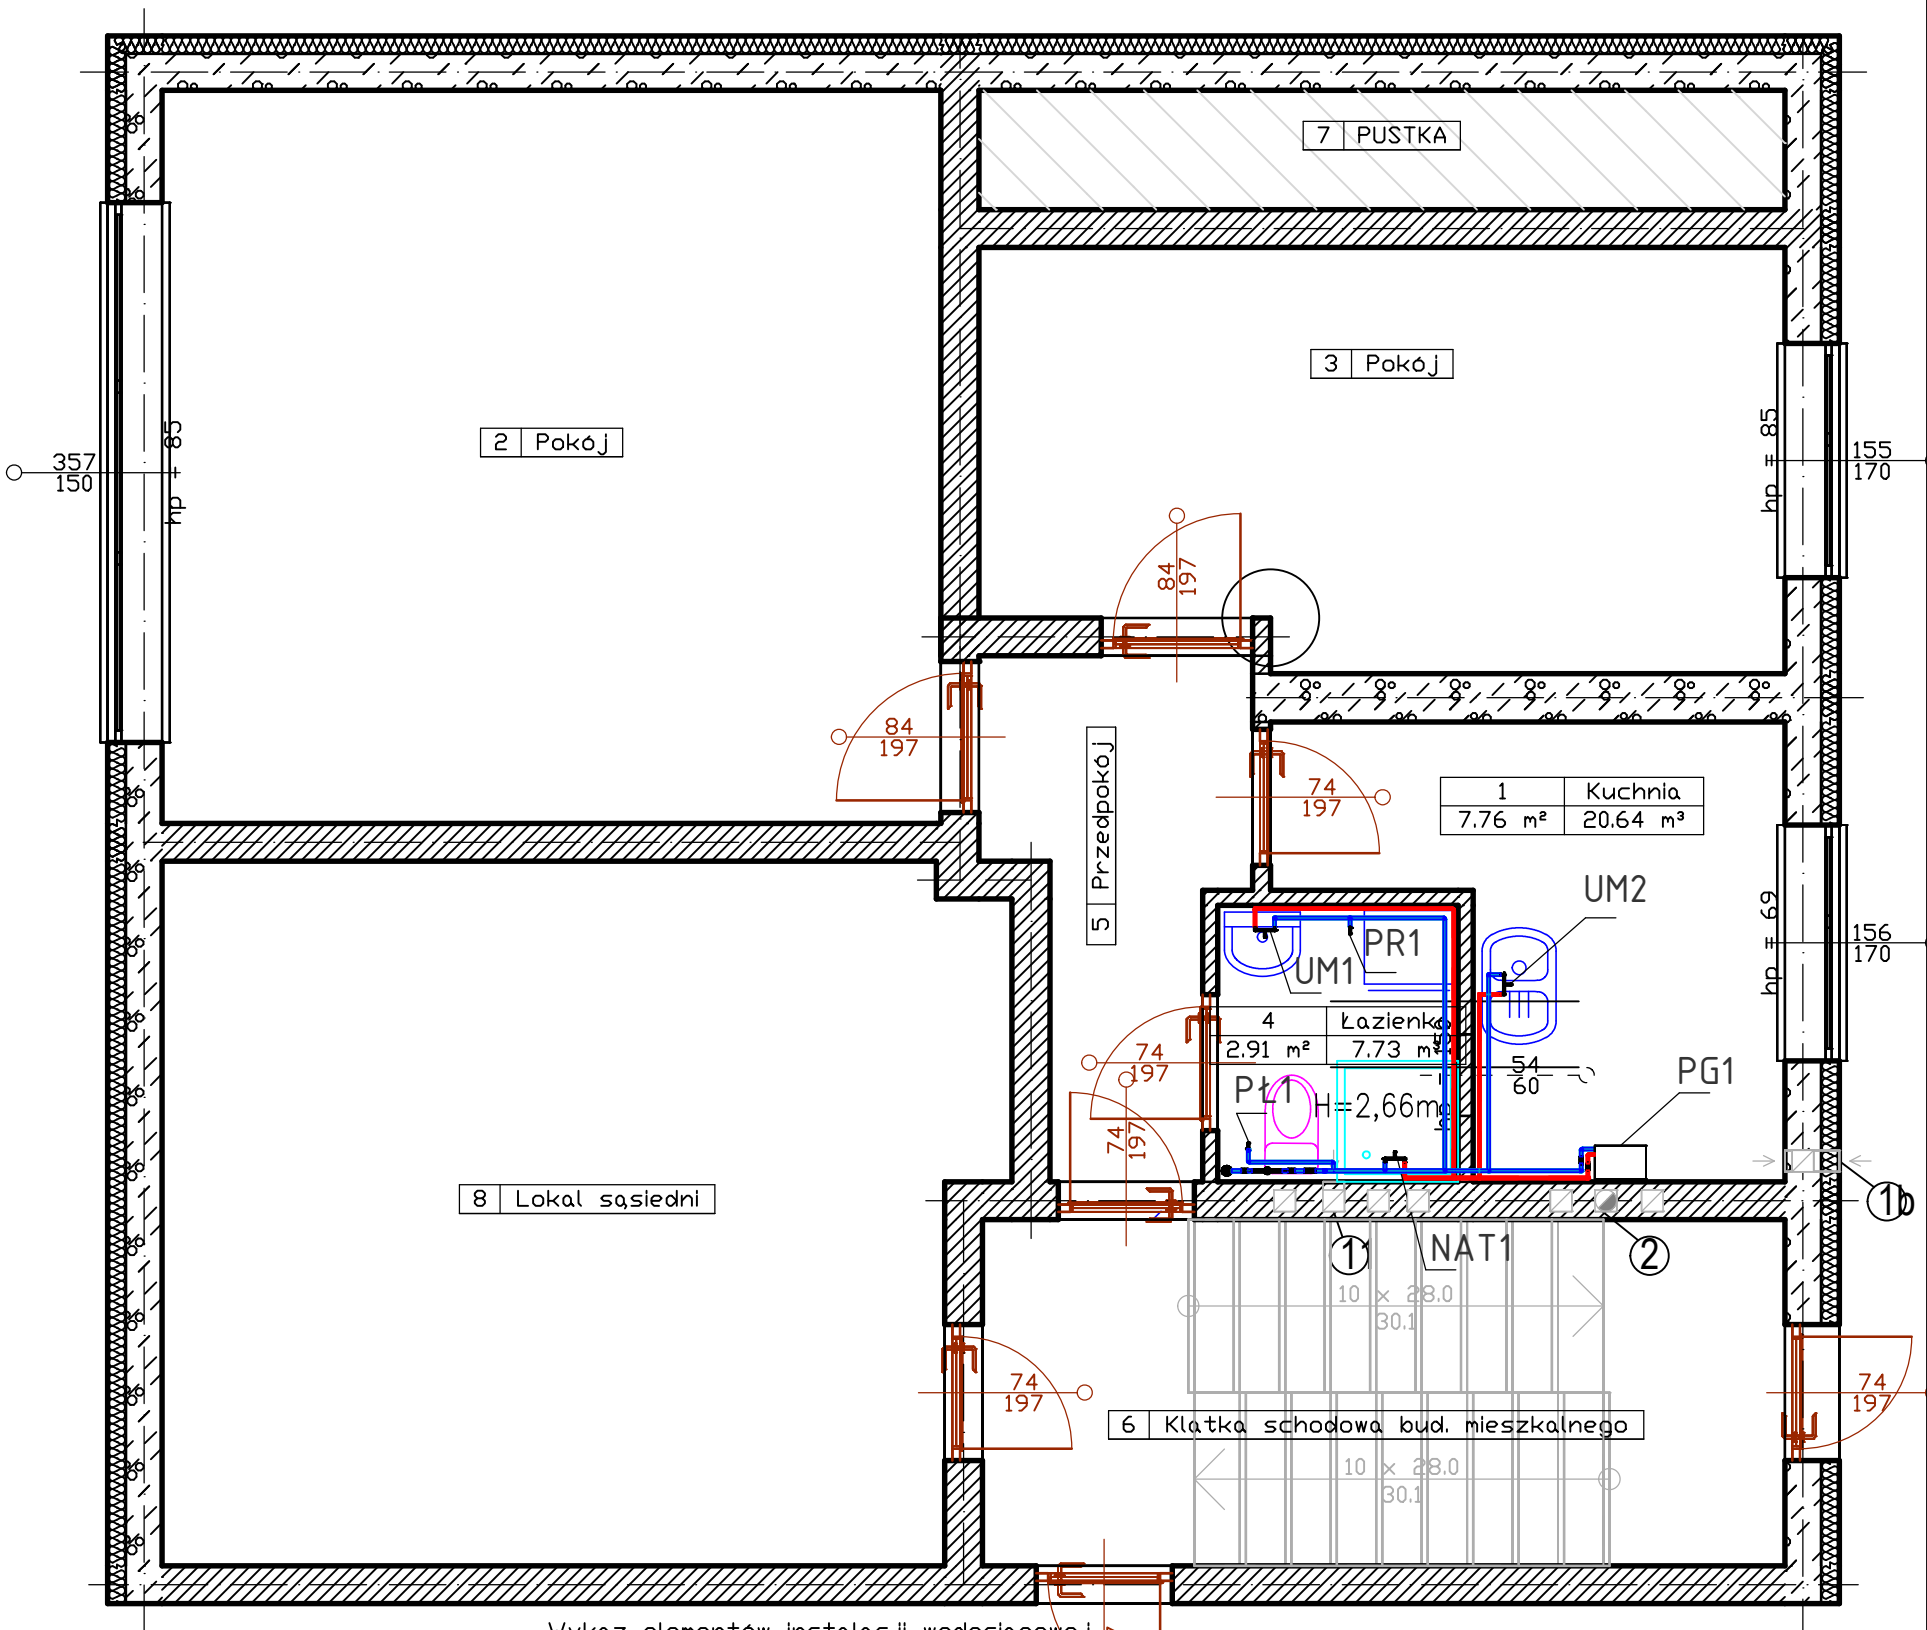 7 PUSTKA
3 Pokój
2 Pokój
357
150
hp = 85
hp = 85
155
170
84
197
84
197
5 Przedpokój
74
197
1 Kuchnia
7.76 m² 20.64 m³
UM2
hp = 69
156
170
PR1
UM1
4 Łazienka
2.91 m² 7.73 m³
74
197
54
60
PG1
PŁ1
H=2,66m
74
197
8 Lokal sąsiedni
1b
1
NAT1
2
10 x 28.0
30.1
74
197
74
197
6 Klatka schodowa bud. mieszkalnego
10 x 28.0
30.1
Wykaz elementów instalacji wodociągowej